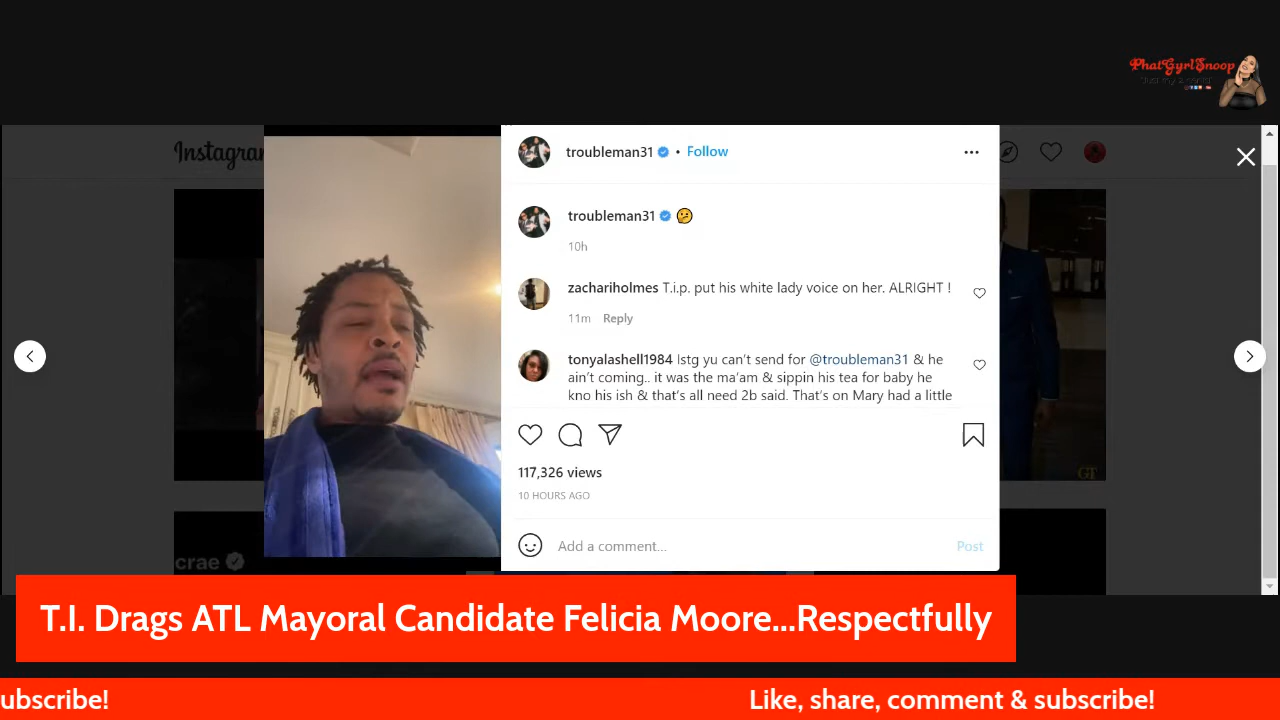 PhatGyrlSnoop
Instagram
troubleman31 • Follow
troubleman31 🤔
10h
zachariholmes T.i.p. put his white lady voice on her. ALRIGHT !
11m Reply
tonyalashell1984 Istg yu can't send for @troubleman31 & he
ain't coming.. it was the ma'am & sippin his tea for baby he
kno his ish & that's all need 2b said. That's on Mary had a little
117,326 views
10 HOURS AGO
Add a comment... Post
GT
crae
T.I. Drags ATL Mayoral Candidate Felicia Moore...Respectfully
ubscribe! Like, share, comment & subscribe!